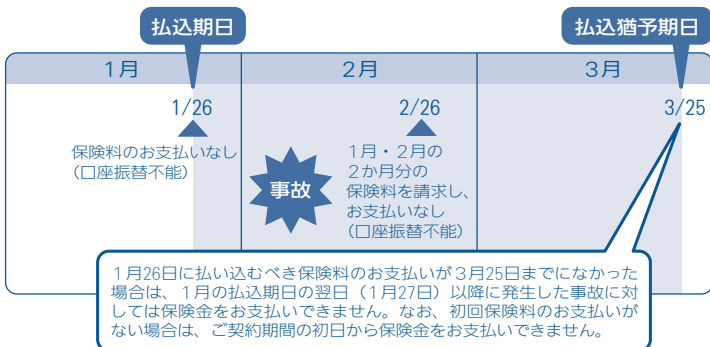 払込期日
払込猶予期日
1月
2月
3月
1/26
2/26
3/25
保険料のお支払いなし
（口座振替不能）
事故
1月・2月の
2か月分の
保険料を請求し、
お支払いなし
（口座振替不能）
1月26日に払い込むべき保険料のお支払いが3月25日までになかった
場合は、1月の払込期日の翌日（1月27日）以降に発生した事故に対
しては保険金をお支払いできません。なお、初回保険料のお支払いが
ない場合は、ご契約期間の初日から保険金をお支払いできません。